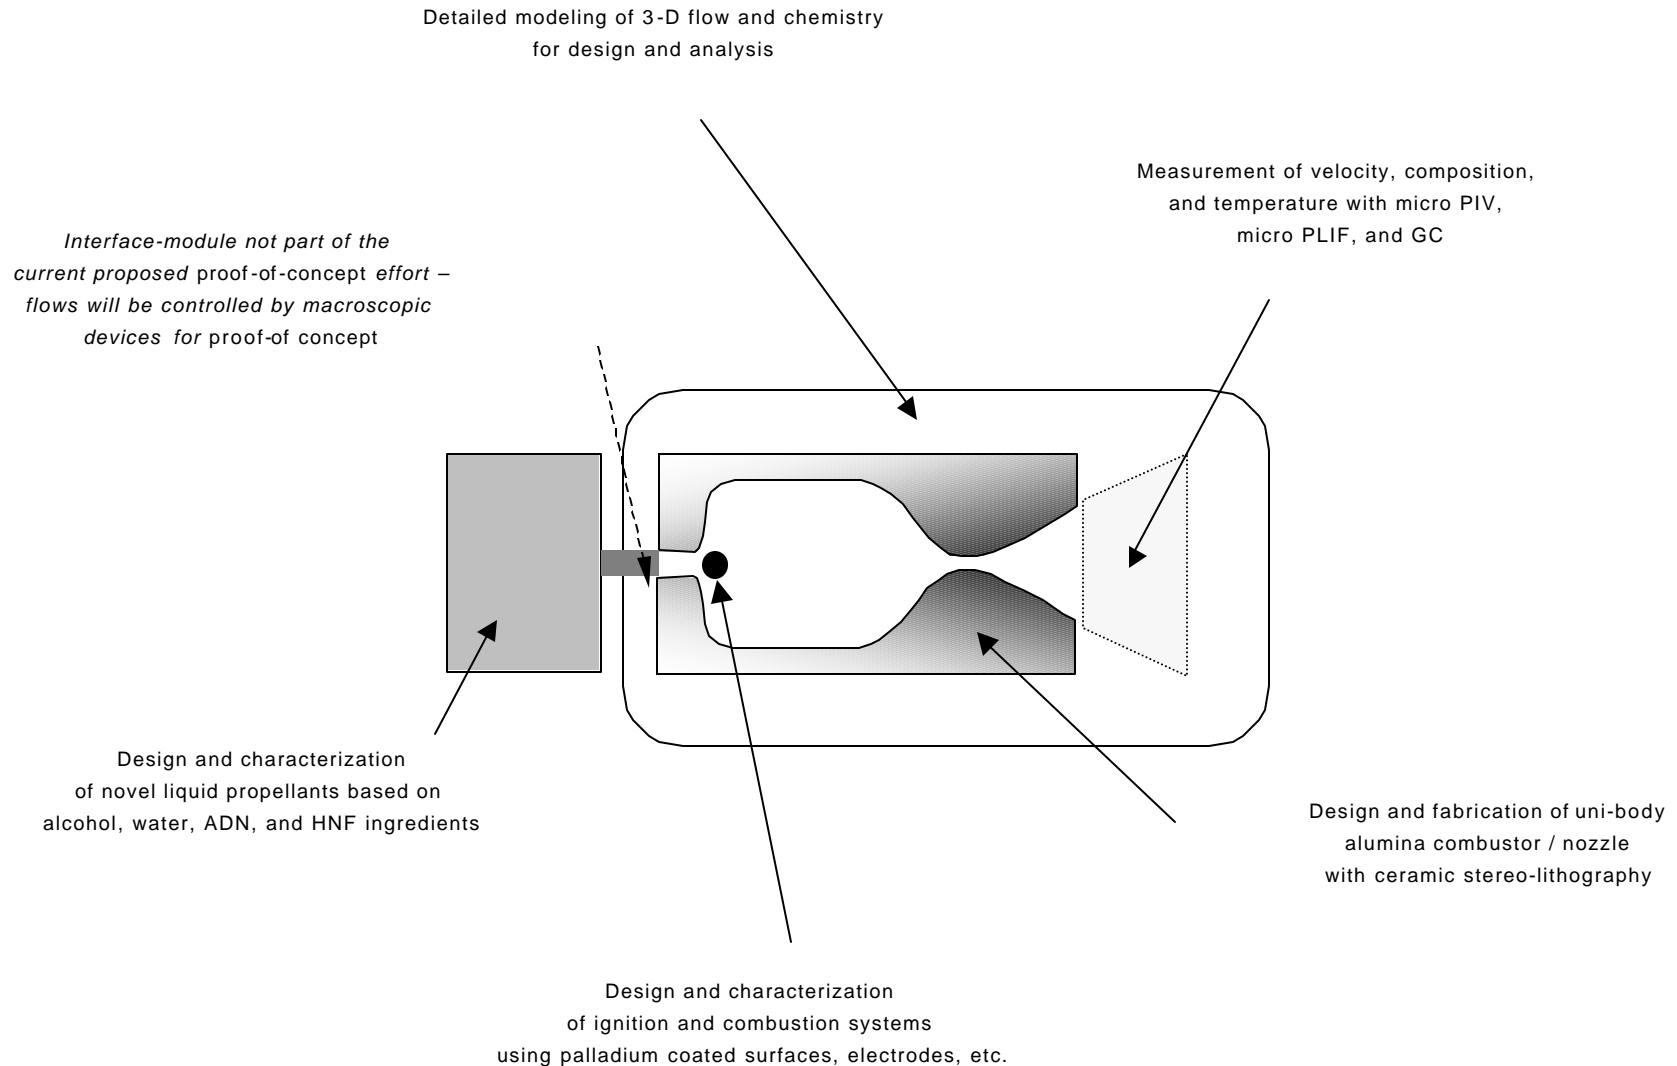 Detailed modeling of 3-D flow and chemistry
for design and analysis
Measurement of velocity, composition,
and temperature with micro PIV,
micro PLIF, and GC
Interface-module not part of the
current proposed proof-of-concept effort –
flows will be controlled by macroscopic
devices for proof-of concept
Design and characterization
of novel liquid propellants based on
alcohol, water, ADN, and HNF ingredients
Design and fabrication of uni-body
alumina combustor / nozzle
with ceramic stereo-lithography
Design and characterization
of ignition and combustion systems
using palladium coated surfaces, electrodes, etc.